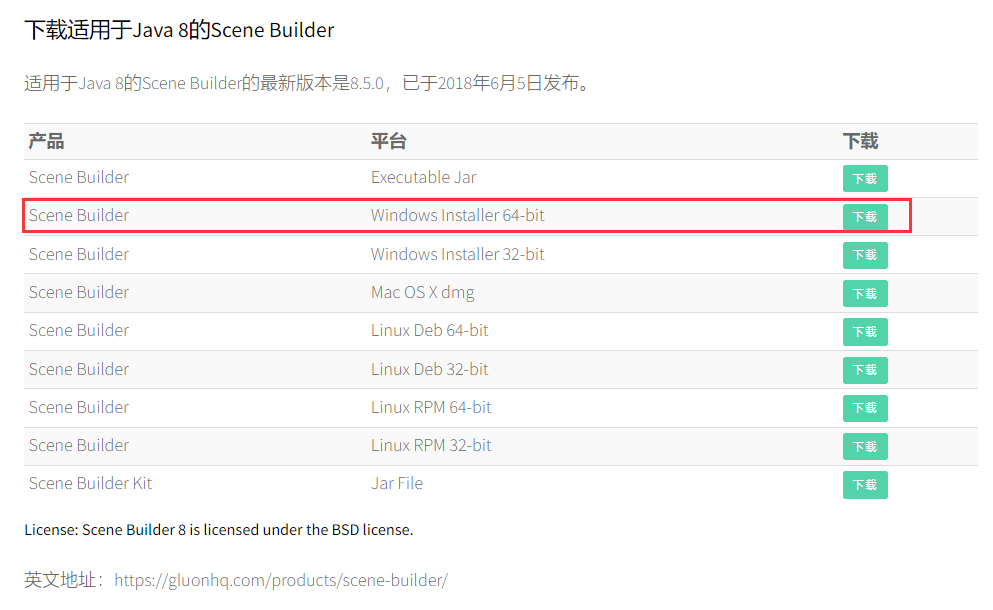 下载适用于Java 8的Scene Builder
适用于Java 8的Scene Builder的最新版本是8.5.0，已于2018年6月5日发布。
产品 平台 下载
Scene Builder Executable Jar 下载
Scene Builder Windows Installer 64-bit 下载
Scene Builder Windows Installer 32-bit 下载
Scene Builder Mac OS X dmg 下载
Scene Builder Linux Deb 64-bit 下载
Scene Builder Linux Deb 32-bit 下载
Scene Builder Linux RPM 64-bit 下载
Scene Builder Linux RPM 32-bit 下载
Scene Builder Kit Jar File 下载
License: Scene Builder 8 is licensed under the BSD license.
英文地址：https://gluonhq.com/products/scene-builder/